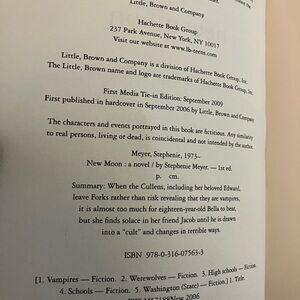 Little, Brown and Company
Hachette Book Group
237 Park Avenue, New York, NY 10017
Visit our website at www.lb-teens.com
Little, Brown and Company is a division of Hachette Book Group, Inc.
The Little, Brown name and logo are trademarks of Hachette Book Group, Inc.
First Media Tie-in Edition: September 2009
First published in hardcover in September 2006 by Little, Brown and Company
The characters and events portrayed in this book are fictitious. Any similarity
to real persons, living or dead, is coincidental and not intended by the author.
Meyer, Stephenie, 1973–
New Moon : a novel / by Stephenie Meyer. — 1st ed.
p. cm.
Summary: When the Cullens, including her beloved Edward,
leave Forks rather than risk revealing that they are vampires,
it is almost too much for eighteen-year-old Bella to bear,
but she finds solace in her friend Jacob until he is drawn
into a "cult" and changes in terrible ways.
ISBN 978-0-316-07563-3
[1. Vampires — Fiction. 2. Werewolves — Fiction. 3. High schools — Fiction.
4. Schools — Fiction. 5. Washington (State) — Fiction.] I. Title.
2006